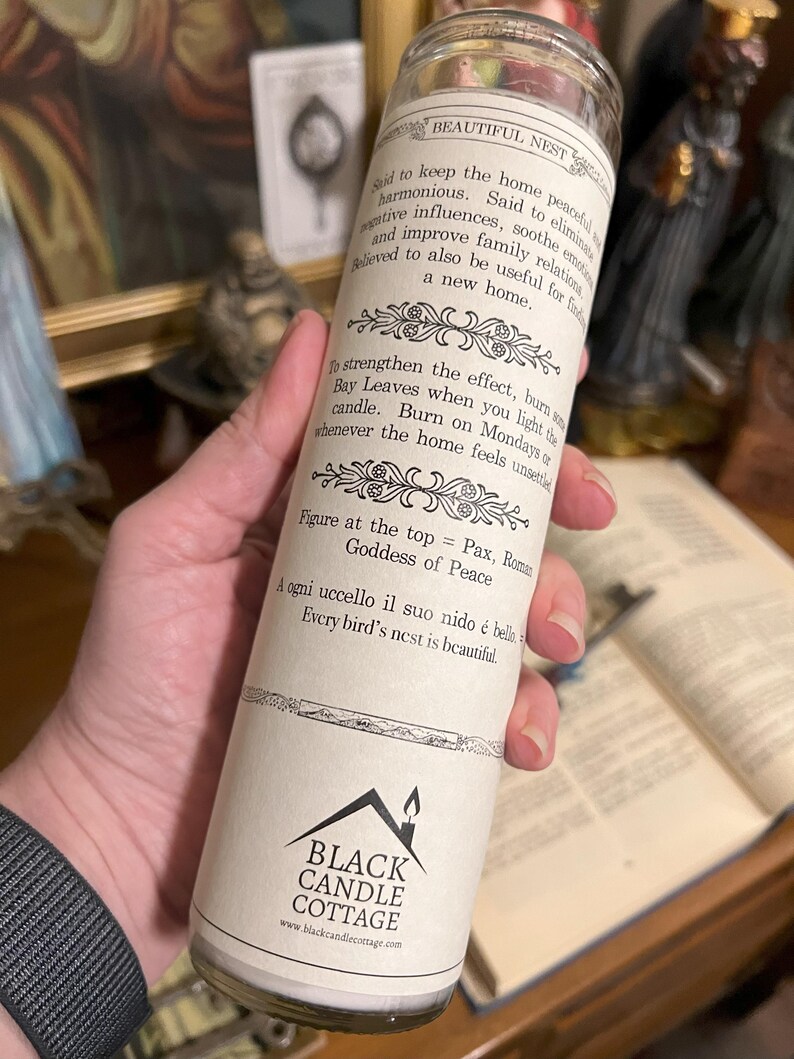 BEAUTIFUL NEST
Said to keep the home peaceful and
harmonious. Said to eliminate
negative influences, soothe emotions
and improve family relations.
Believed to also be useful for finding
a new home.
To strengthen the effect, burn some
Bay Leaves when you light the
candle. Burn on Mondays or
whenever the home feels unsettled.
Figure at the top = Pax, Roman
Goddess of Peace
A ogni uccello il suo nido é bello. =
Every bird's nest is beautiful.
BLACK
CANDLE
COTTAGE
www.blackcandlecottage.com